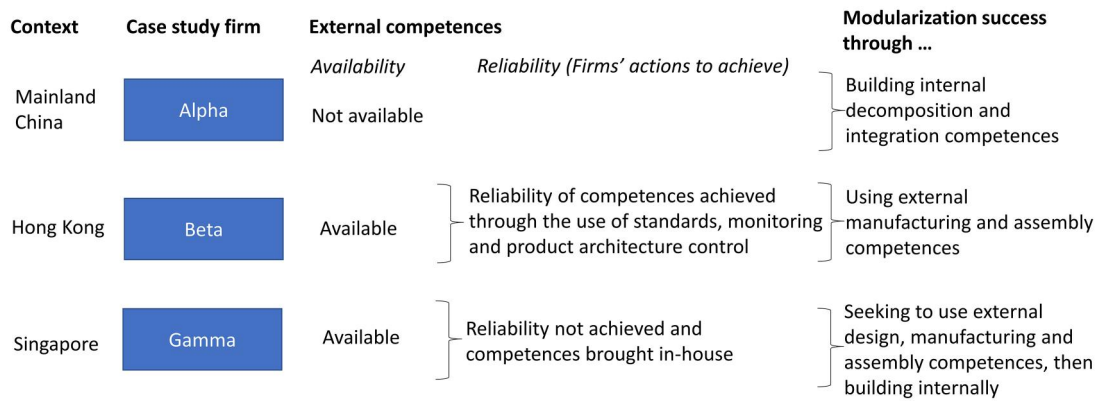 Context
Case study firm
External competences
Modularization success
through ...
Availability
Reliability (Firms' actions to achieve)
Mainland
China
Alpha
Not available
Building internal
decomposition and
integration competences
Hong Kong
Beta
Available
Reliability of competences achieved
through the use of standards, monitoring
and product architecture control
Using external
manufacturing and assembly
competences
Singapore
Gamma
Available
Reliability not achieved and
competences brought in-house
Seeking to use external
design, manufacturing and
assembly competences, then
building internally